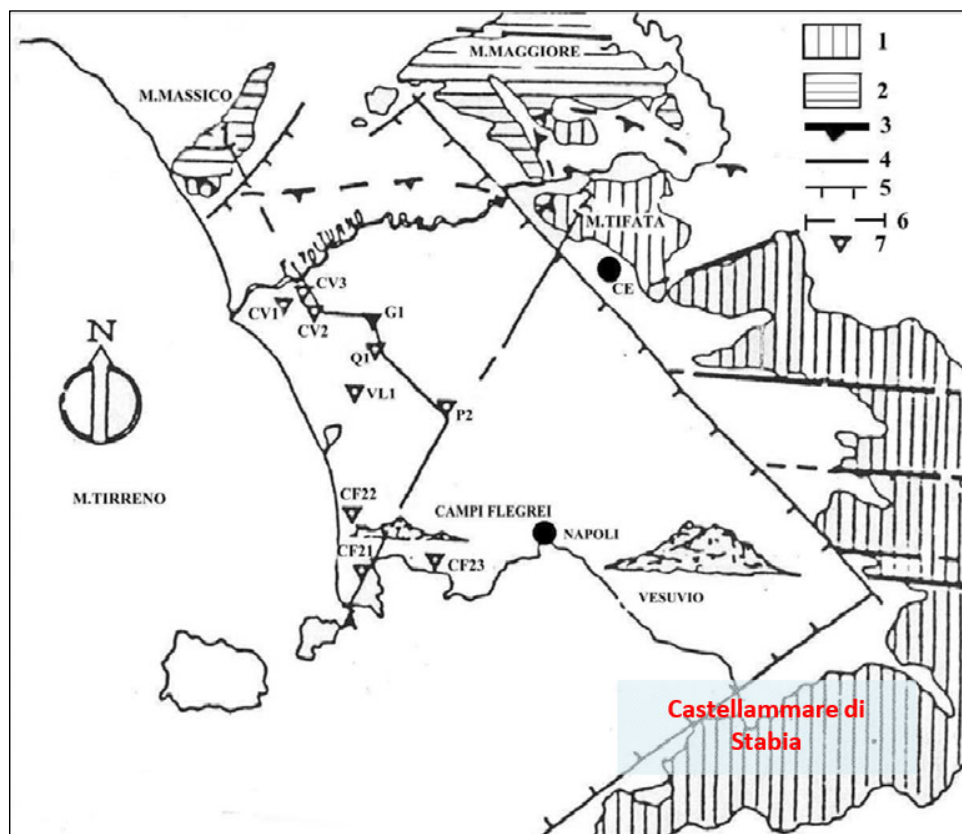 M.MAGGIORE
M.MASSICO
1
2
3
4
5
6
7
M.TIFATA
CE
CV3
CV1
CV2
G1
Q1
VL1
P2
N
M.TIRRENO
CF22
CAMPI FLEGREI
NAPOLI
CF21
CF23
VESUVIO
Castellammare di
Stabia